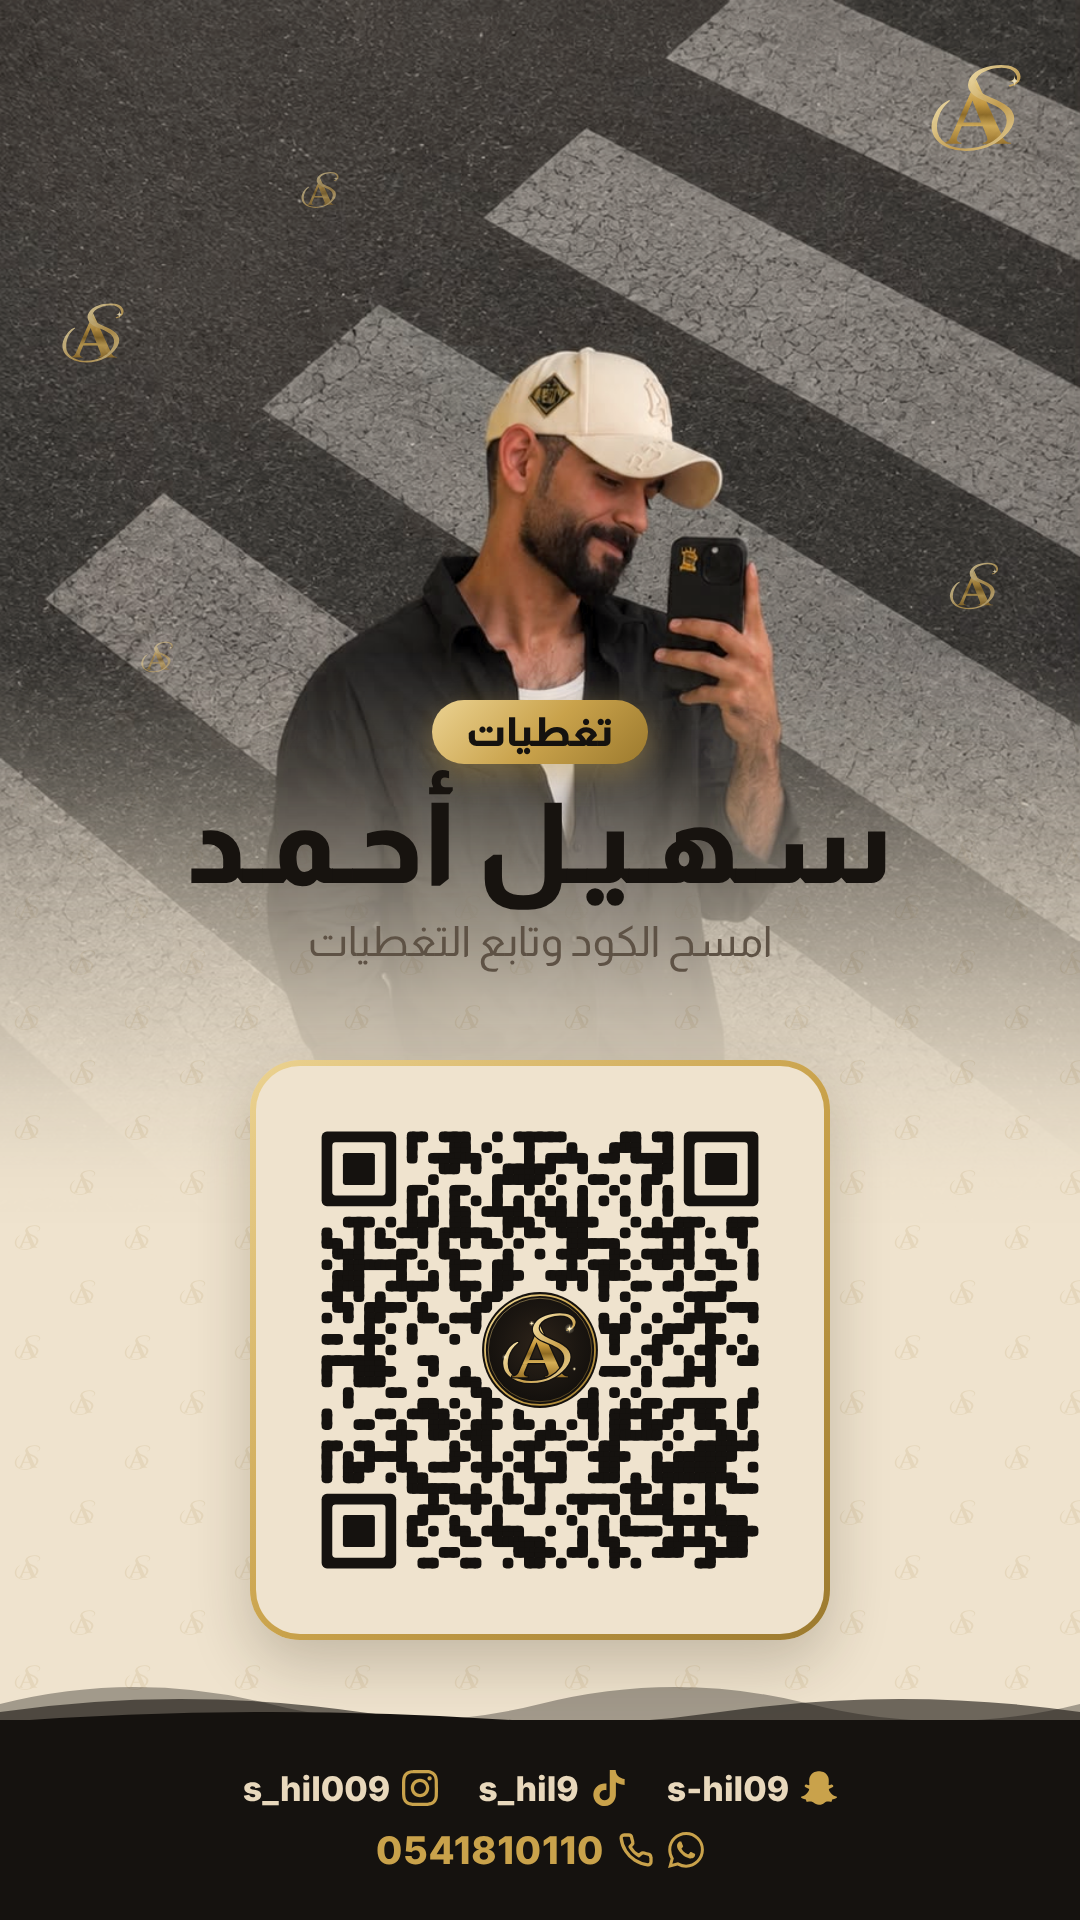 تغطيات
سهيل أحمد
امسح الكود وتابع التغطيات
s_hil009 s_hil9 s-hil09
0541810110